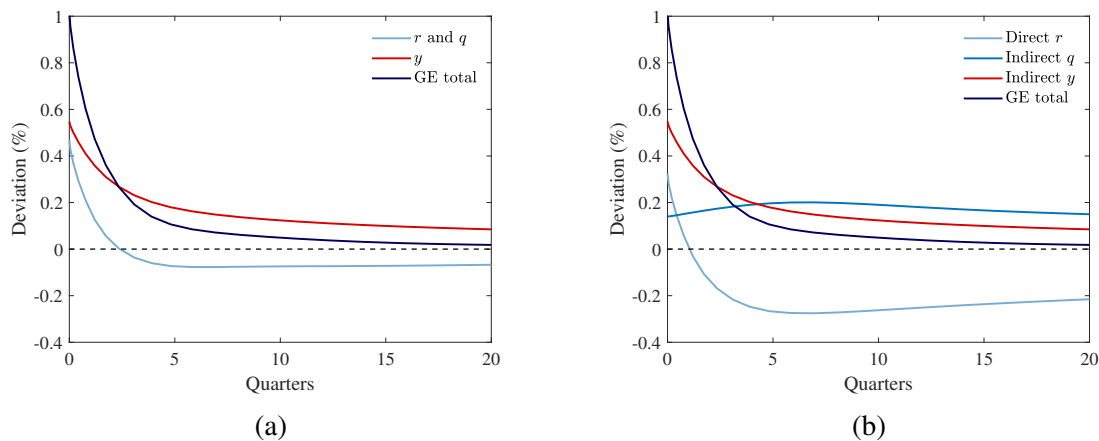 1
0.8
0.6
0.4
0.2
0
-0.2
-0.4
Deviation (%)
r and q
y
GE total
0 5 10 15 20
Quarters
(a)
1
0.8
0.6
0.4
0.2
0
-0.2
-0.4
Deviation (%)
Direct r
Indirect q
Indirect y
GE total
0 5 10 15 20
Quarters
(b)